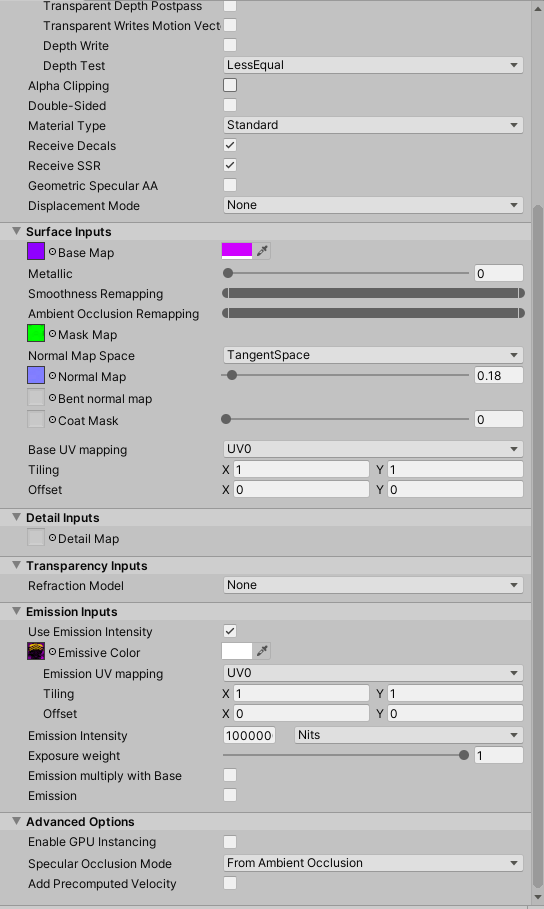 Transparent Depth Postpass
Transparent Writes Motion Vect
Depth Write
Depth Test LessEqual
Alpha Clipping
Double-Sided
Material Type Standard
Receive Decals
Receive SSR
Geometric Specular AA
Displacement Mode None
Surface Inputs
Base Map
Metallic 0
Smoothness Remapping
Ambient Occlusion Remapping
Mask Map
Normal Map Space TangentSpace
Normal Map 0.18
Bent normal map
Coat Mask 0
Base UV mapping UV0
Tiling X 1 Y 1
Offset X 0 Y 0
Detail Inputs
Detail Map
Transparency Inputs
Refraction Model None
Emission Inputs
Use Emission Intensity
Emissive Color
Emission UV mapping UV0
Tiling X 1 Y 1
Offset X 0 Y 0
Emission Intensity 100000 Nits
Exposure weight 1
Emission multiply with Base
Emission
Advanced Options
Enable GPU Instancing
Specular Occlusion Mode From Ambient Occlusion
Add Precomputed Velocity